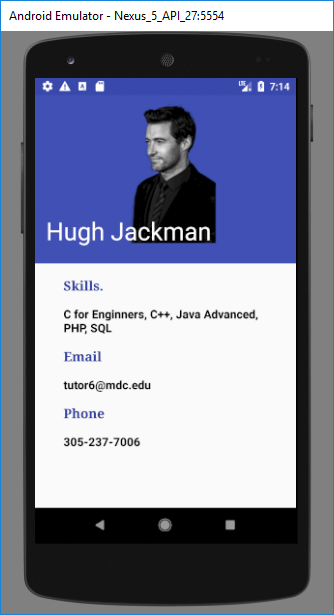 Android Emulator - Nexus_5_API_27:5554
LTE 7:14
Hugh Jackman
Skills.
C for Enginners, C++, Java Advanced,
PHP, SQL
Email
tutor6@mdc.edu
Phone
305-237-7006